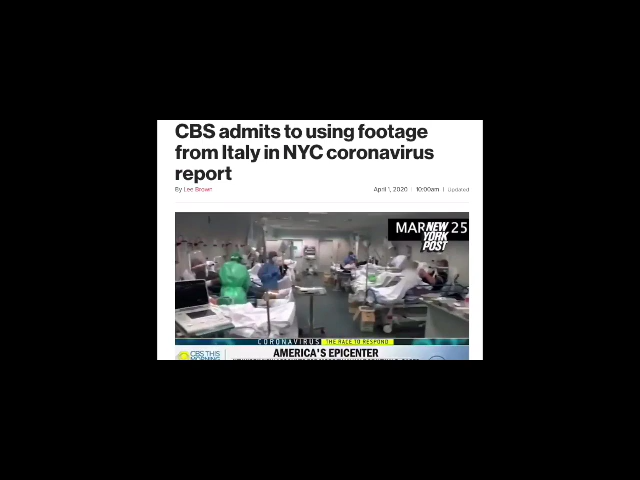 CBS admits to using footage
from Italy in NYC coronavirus
report
By Lee Brown
April 1, 2020 | 10:00am | Updated
MAR 25
NEW
YORK
POST
CORONAVIRUS THE RACE TO RESPOND
CBS THIS
MORNING
AMERICA'S EPICENTER